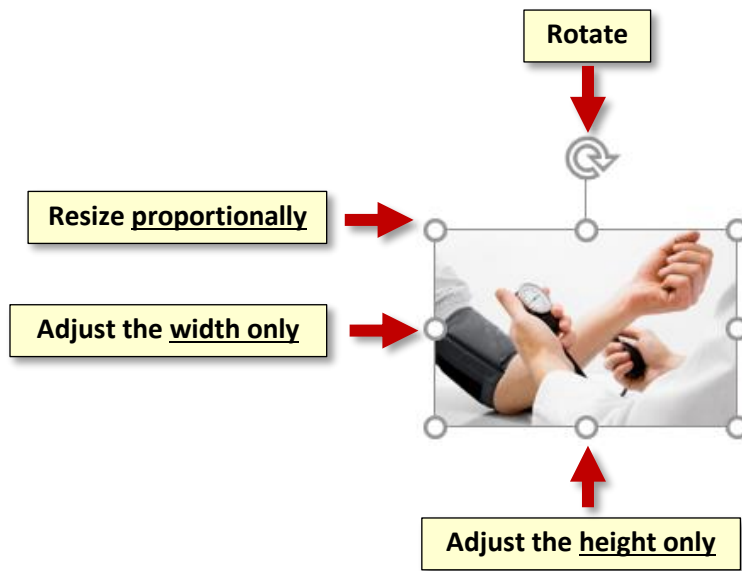 Rotate
Resize proportionally
Adjust the width only
Adjust the height only